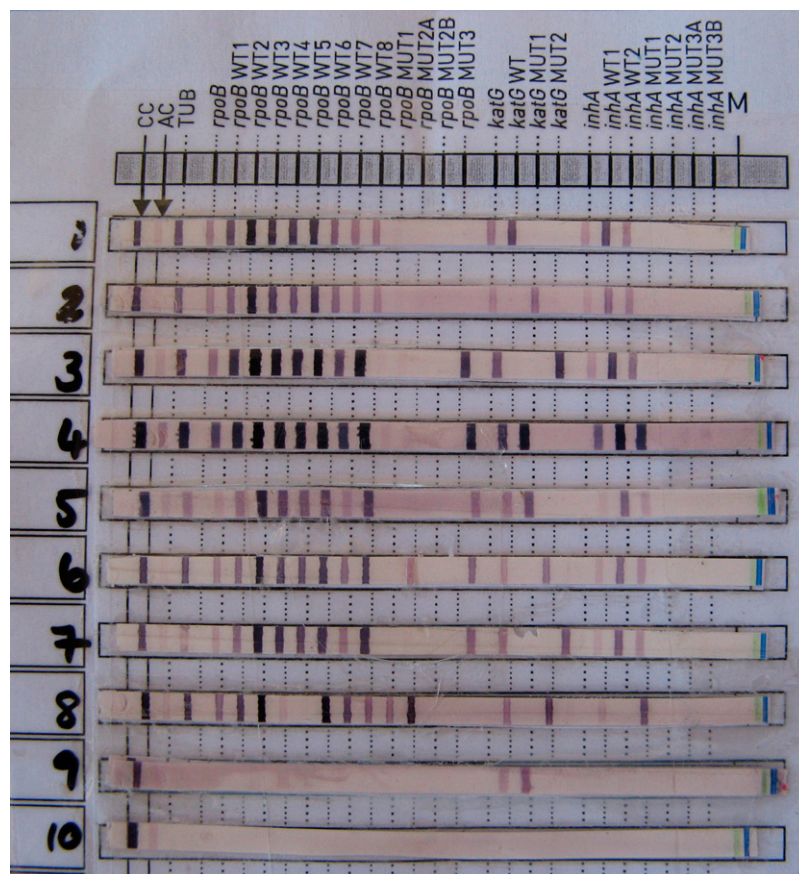 CC
AC
TUB
rpoB
rpoB WT1
rpoB WT2
rpoB WT3
rpoB WT4
rpoB WT5
rpoB WT6
rpoB WT7
rpoB WT8
rpoB MUT1
rpoB MUT2A
rpoB MUT2B
rpoB MUT3
katG
katG WT
katG MUT1
katG MUT2
inhA
inhA WT1
inhA WT2
inhA MUT1
inhA MUT2
inhA MUT3A
inhA MUT3B
M
2
3
4
5
6
7
8
9
10